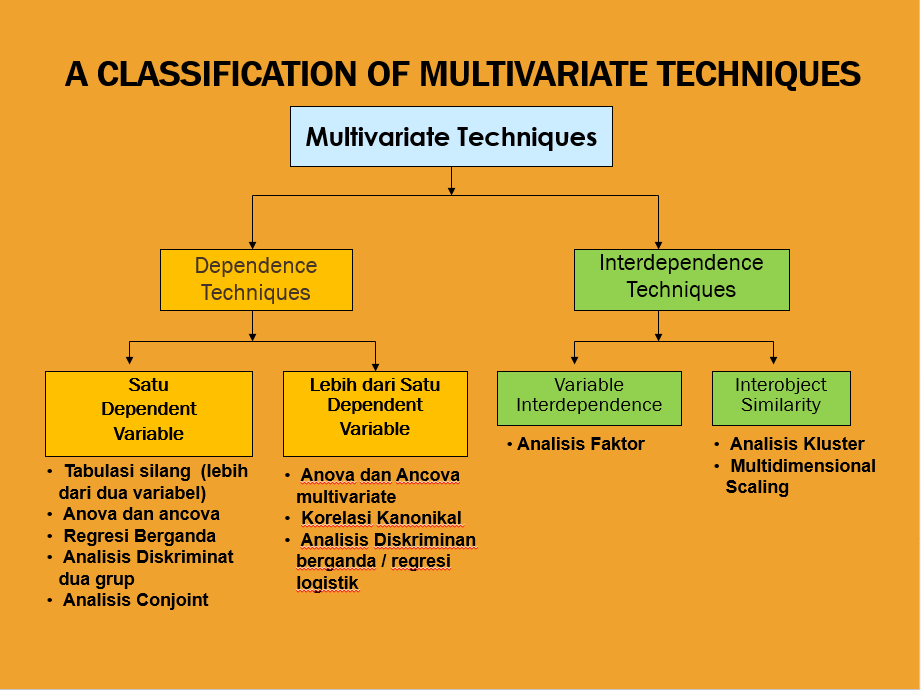 A CLASSIFICATION OF MULTIVARIATE TECHNIQUES
Multivariate Techniques
Dependence
Techniques
Interdependence
Techniques
Satu
Dependent
Variable
Lebih dari Satu
Dependent
Variable
Variable
Interdependence
Interobject
Similarity
• Tabulasi silang (lebih
dari dua variabel)
• Anova dan ancova
• Regresi Berganda
• Analisis Diskriminat
dua grup
• Analisis Conjoint
• Anova dan Ancova
multivariate
• Korelasi Kanonikal
• Analisis Diskriminan
berganda / regresi
logistik
• Analisis Faktor
• Analisis Kluster
• Multidimensional
Scaling